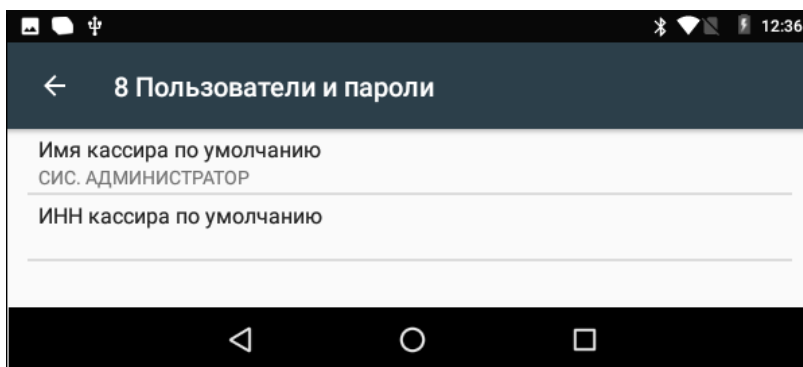 12:36
8 Пользователи и пароли
Имя кассира по умолчанию
СИС. АДМИНИСТРАТОР
ИНН кассира по умолчанию